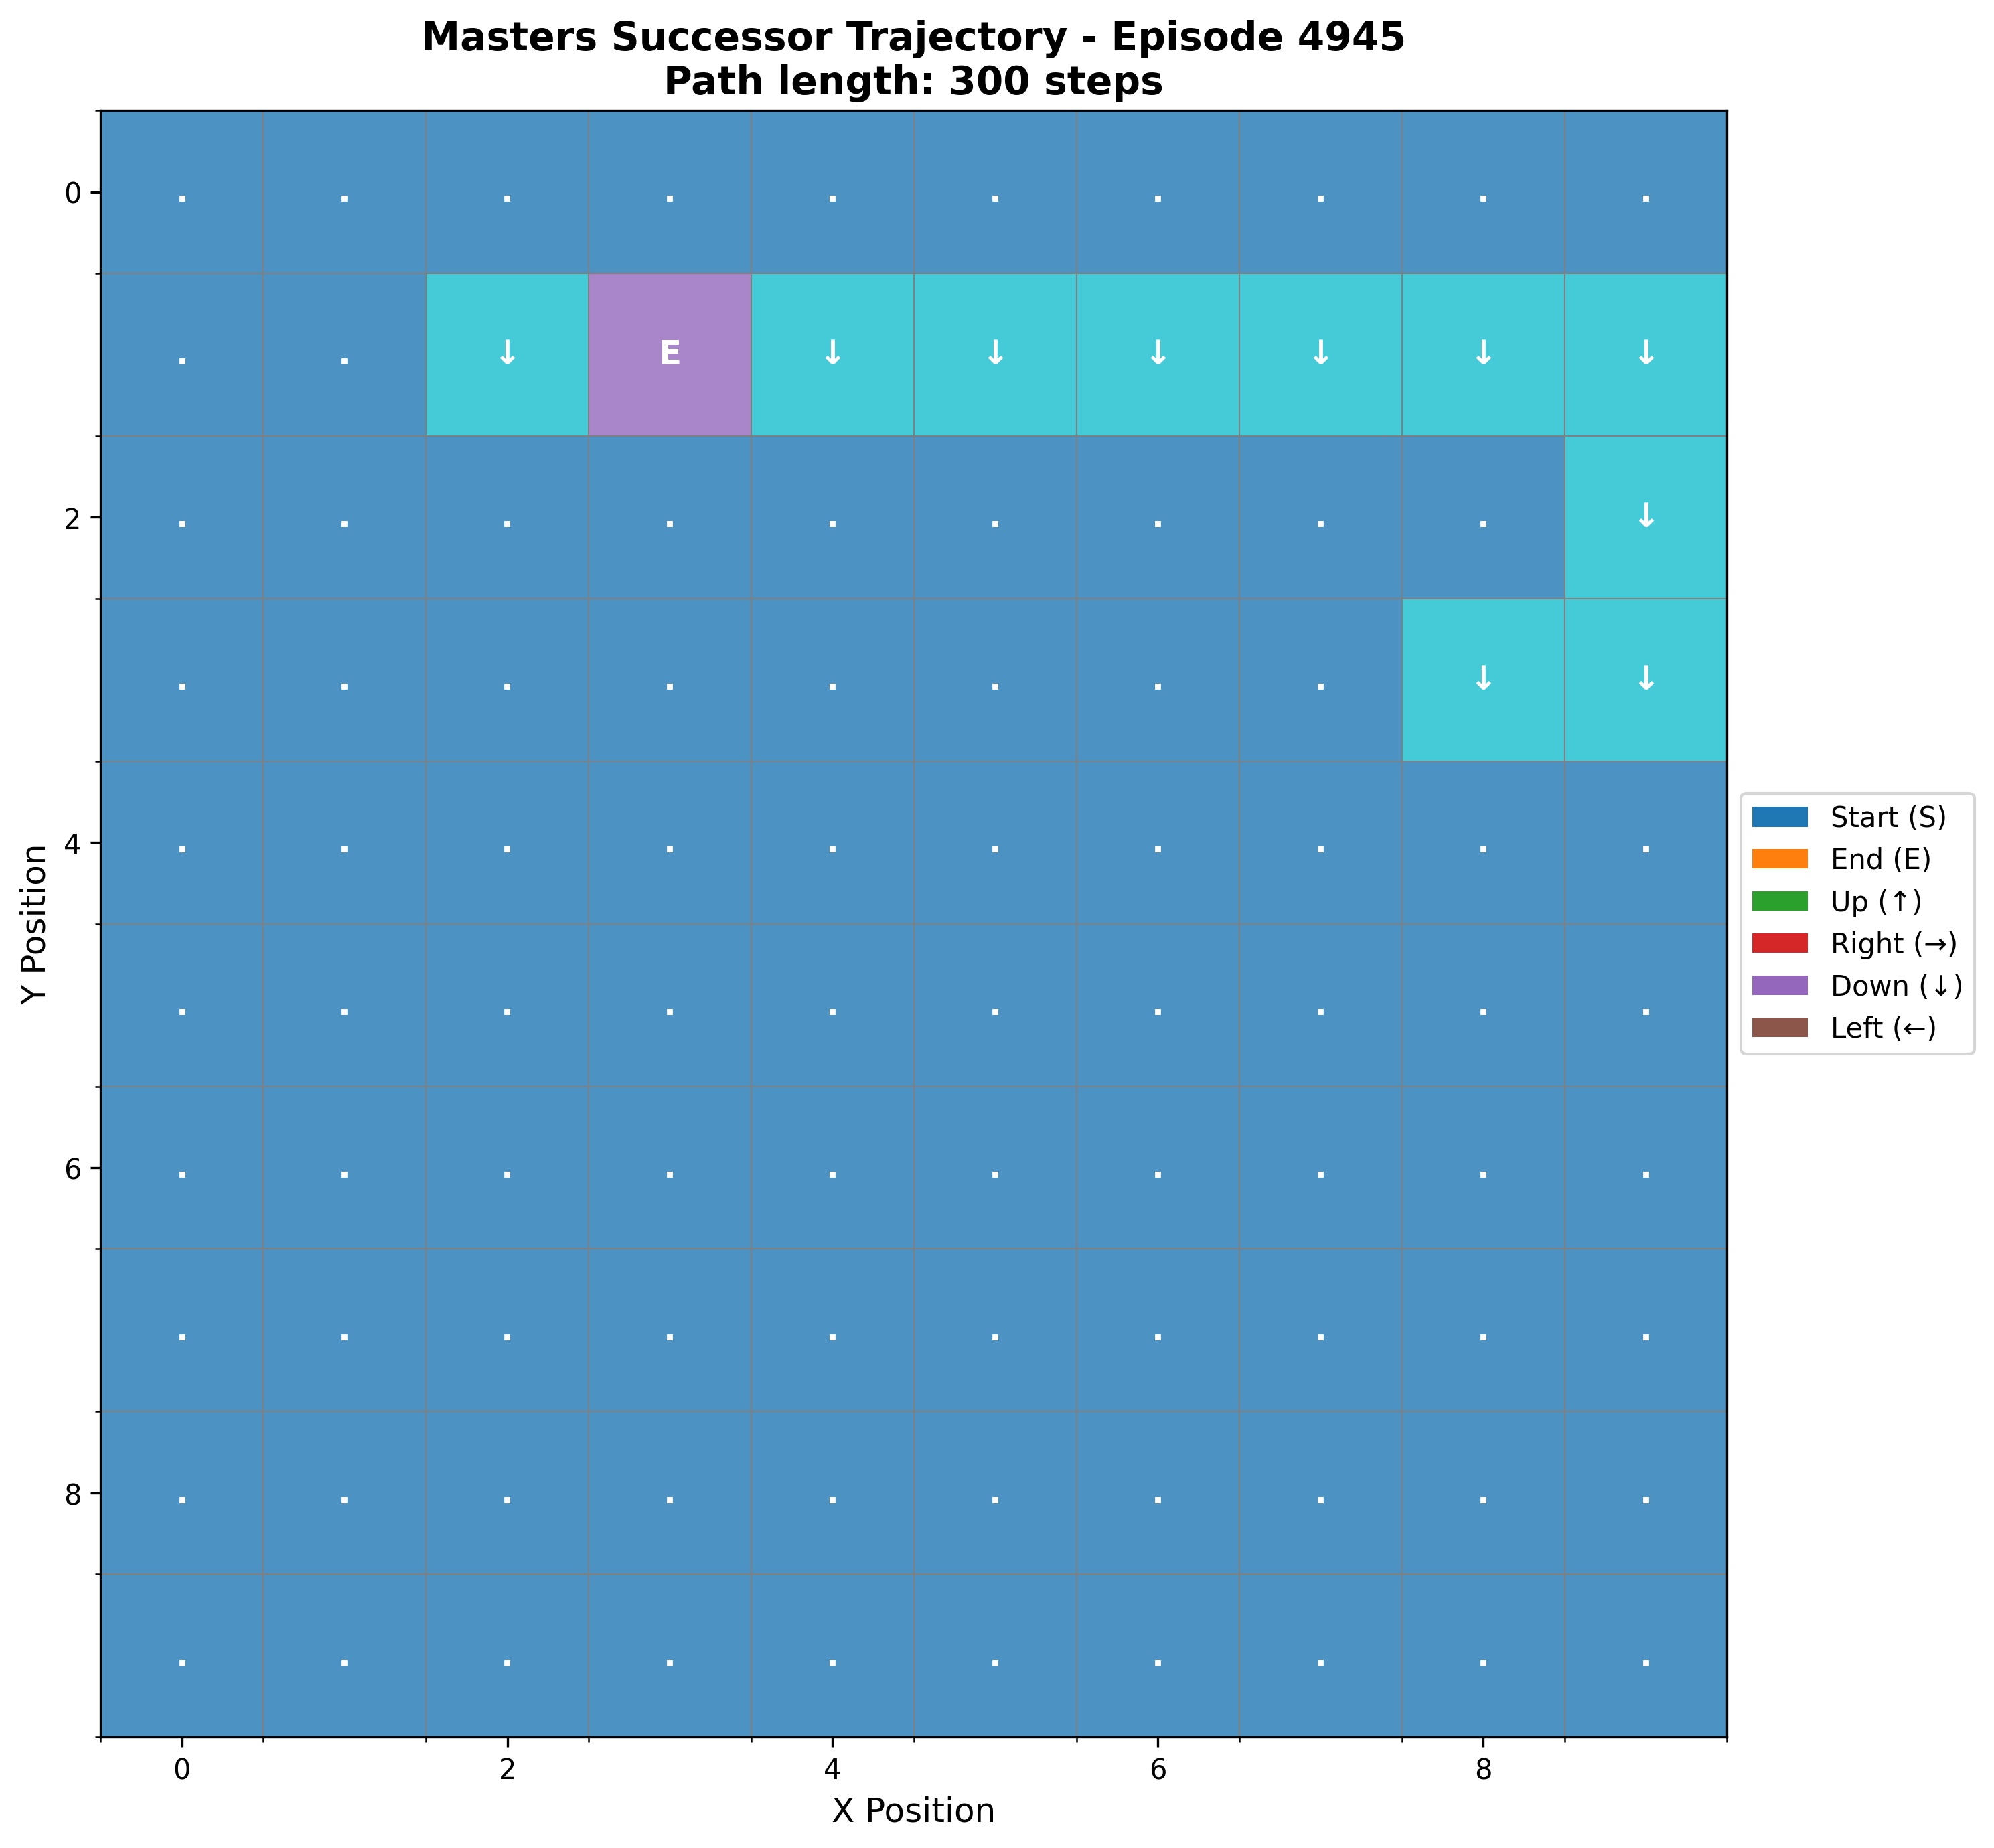 Masters Successor Trajectory - Episode 4945
Path length: 300 steps
0
. . . . . . . . . .
. . ↓ E ↓ ↓ ↓ ↓ ↓ ↓
2
. . . . . . . . . ↓
. . . . . . . . ↓ ↓
4
. . . . . . . . . .
. . . . . . . . . .
6
. . . . . . . . . .
. . . . . . . . . .
8
. . . . . . . . . .
. . . . . . . . . .
0 2 4 6 8
X Position
Y Position
Start (S)
End (E)
Up (↑)
Right (→)
Down (↓)
Left (←)